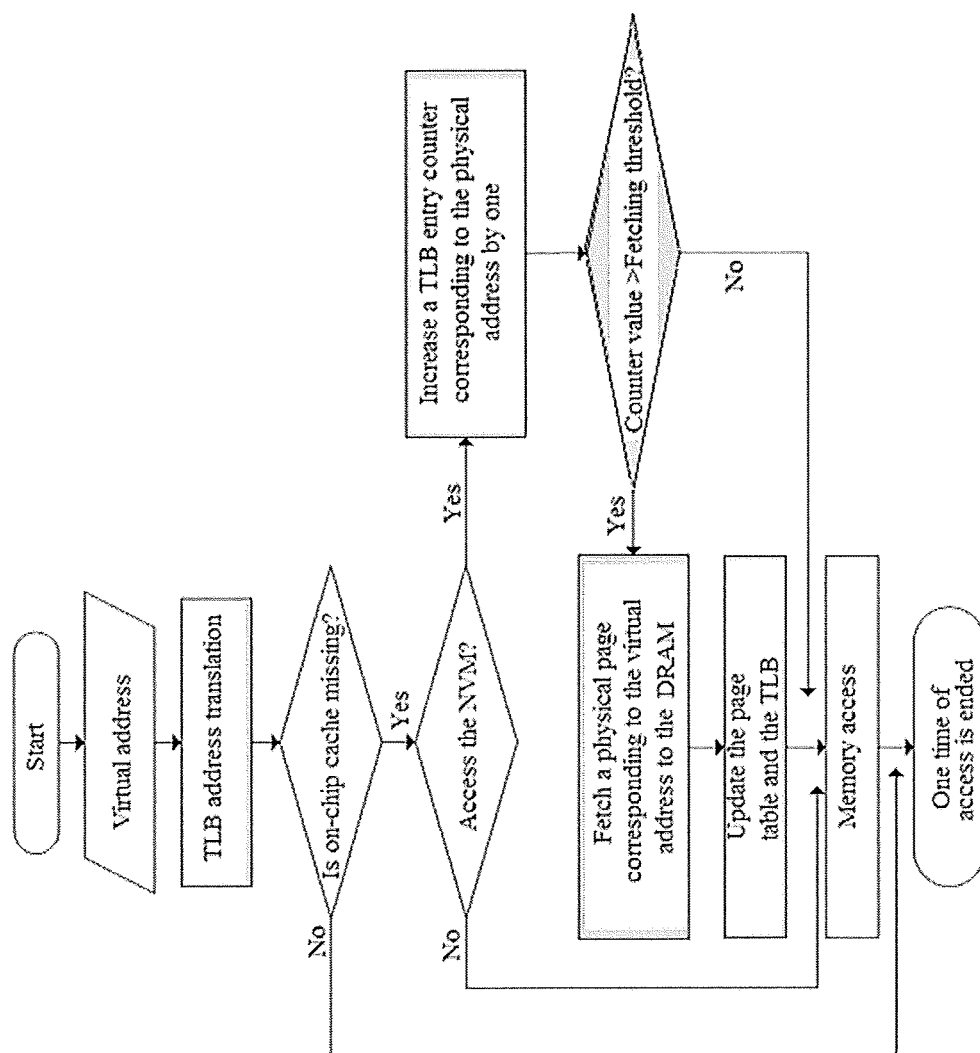 Start
Virtual address
TLB address translation
Is on-chip cache missing?
No
Yes
Access the NVM?
Yes
No
Increase a TLB entry counter
corresponding to the physical
address by one
Counter value >Fetching threshold?
Yes
No
Fetch a physical page
corresponding to the virtual
address to the DRAM
Update the page
table and the TLB
Memory access
One time of
access is ended